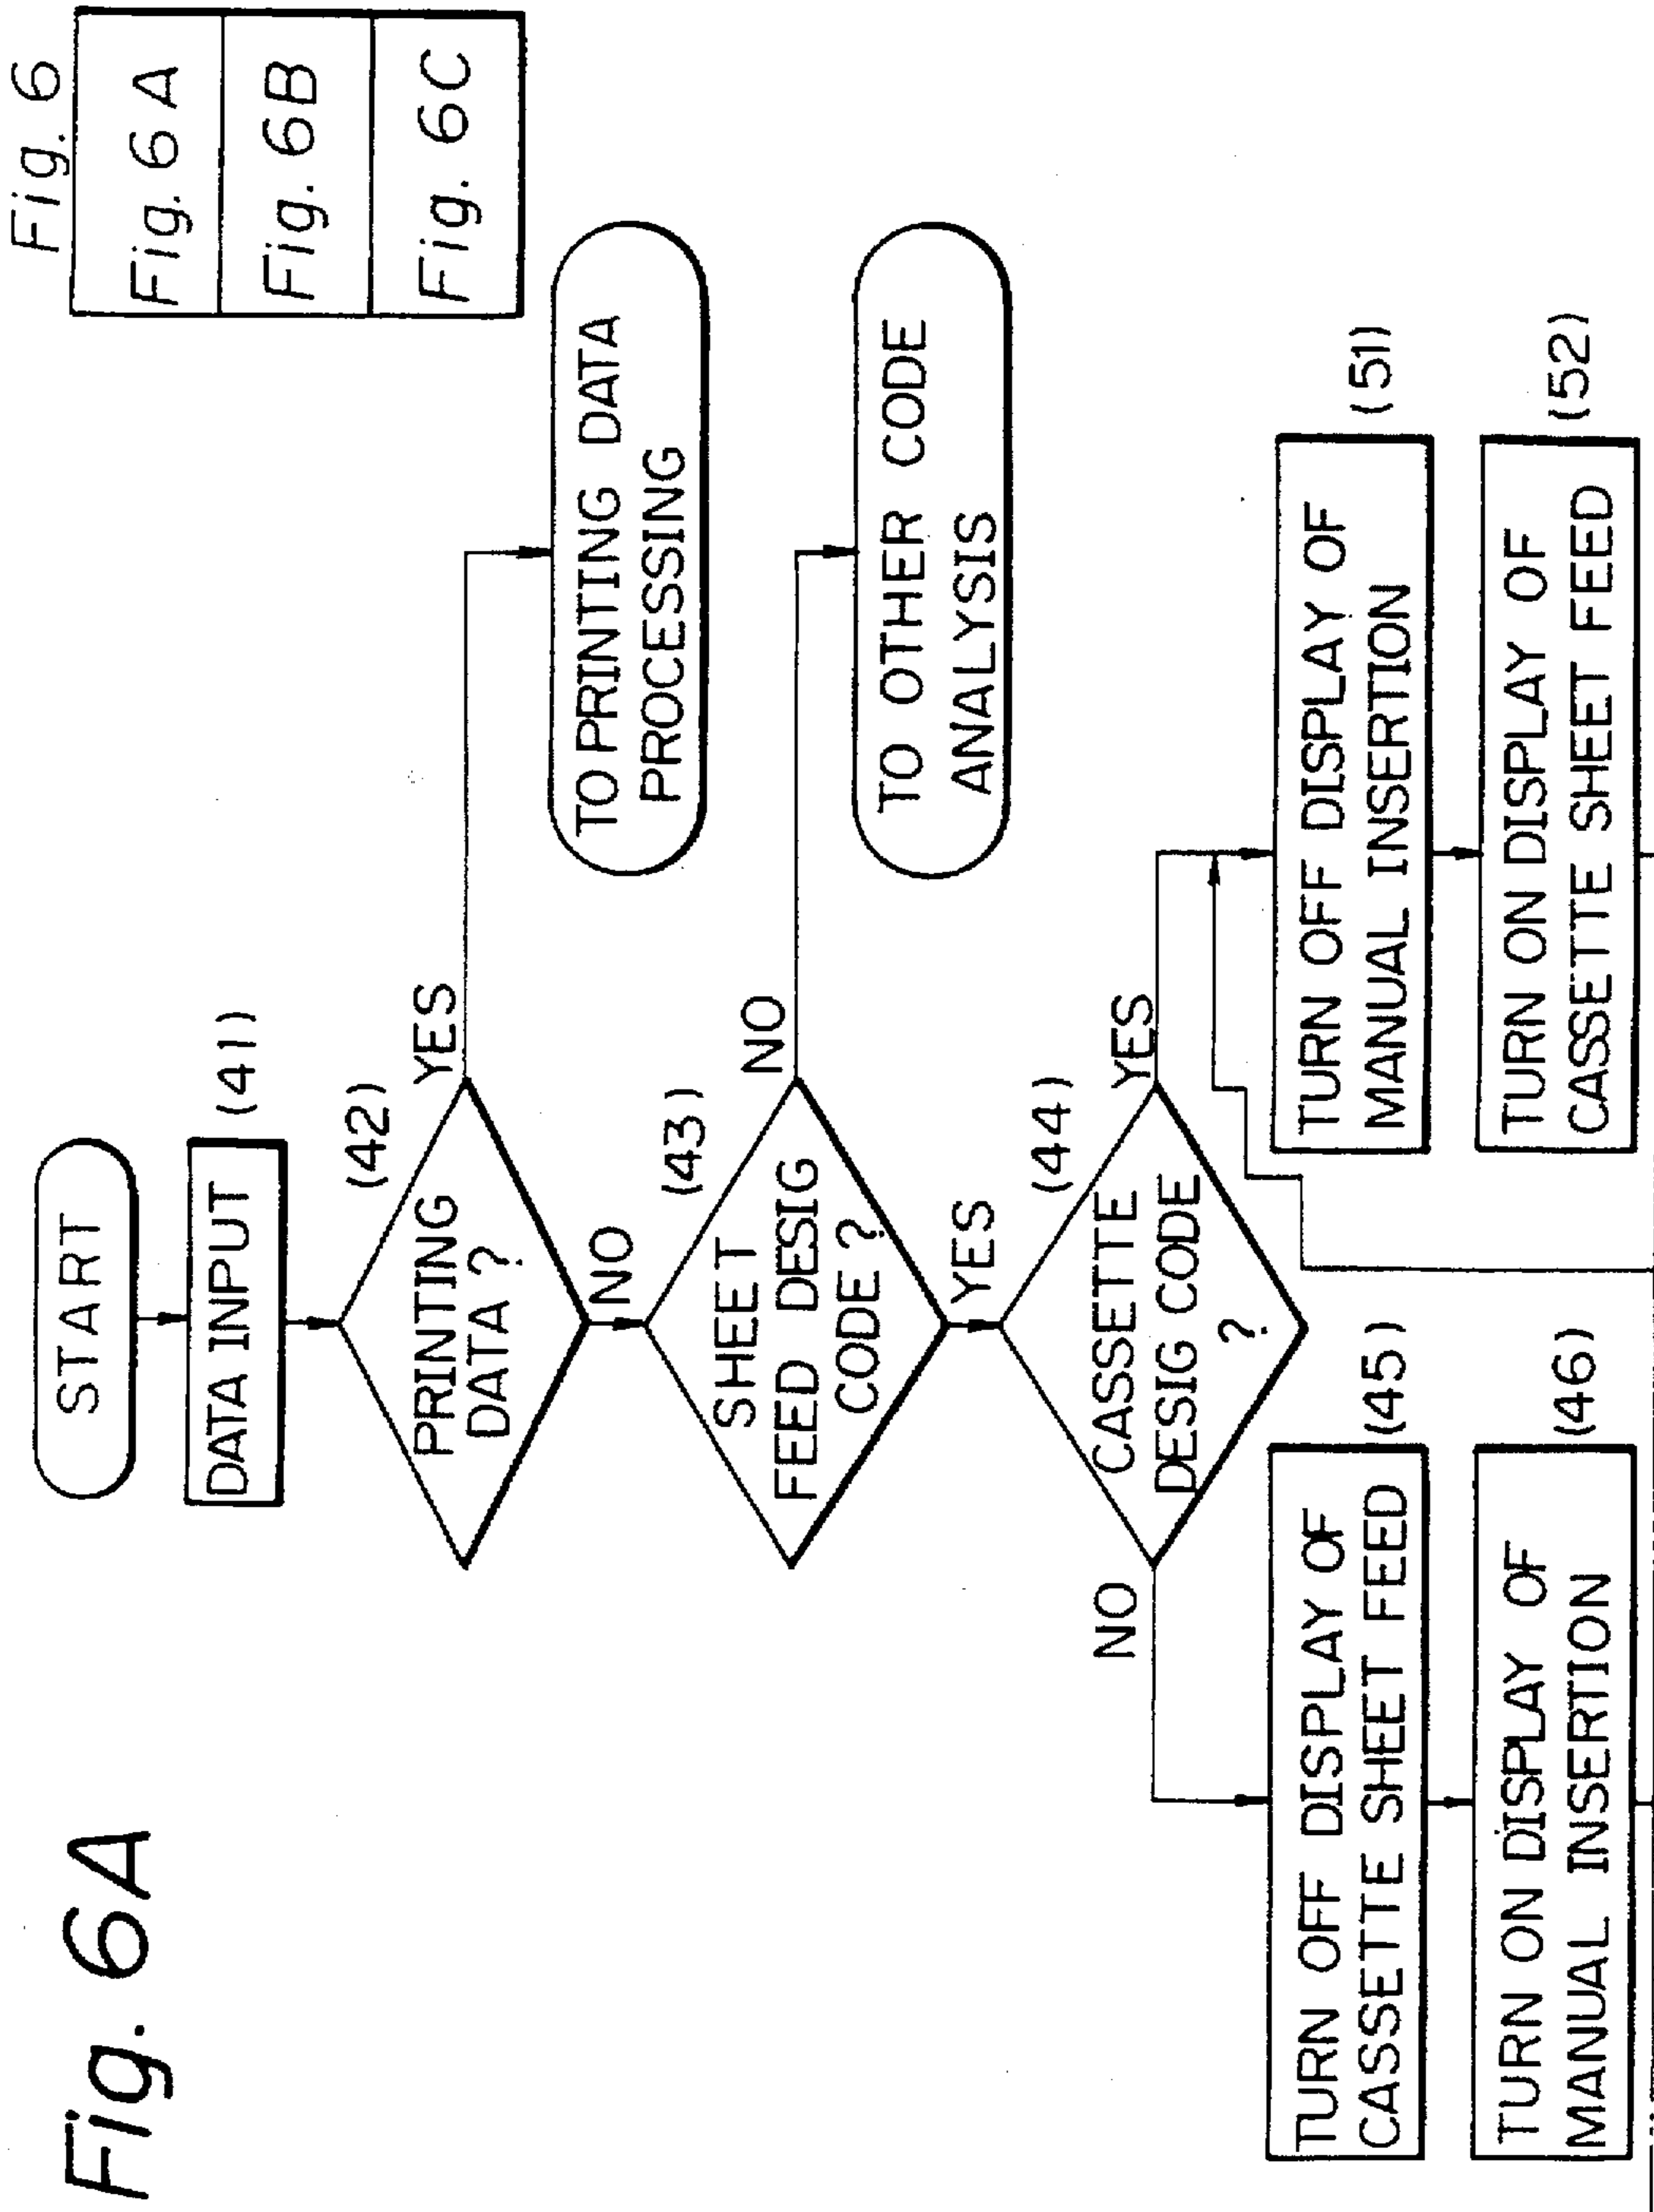 Fig. 6A
Fig. 6
Fig. 6A
Fig. 6B
Fig. 6C
START
DATA INPUT
(41)
PRINTING
DATA ?
(42)
YES
TO PRINTING DATA
PROCESSING
NO
SHEET
FEED DESIG
CODE ?
(43)
NO
TO OTHER CODE
ANALYSIS
YES
CASSETTE
DESIG CODE
?
(44)
NO
YES
TURN OFF DISPLAY OF
CASSETTE SHEET FEED
(45)
TURN ON DISPLAY OF
MANUAL INSERTION
(46)
TURN OFF DISPLAY OF
MANUAL INSERTION
(51)
TURN ON DISPLAY OF
CASSETTE SHEET FEED
(52)